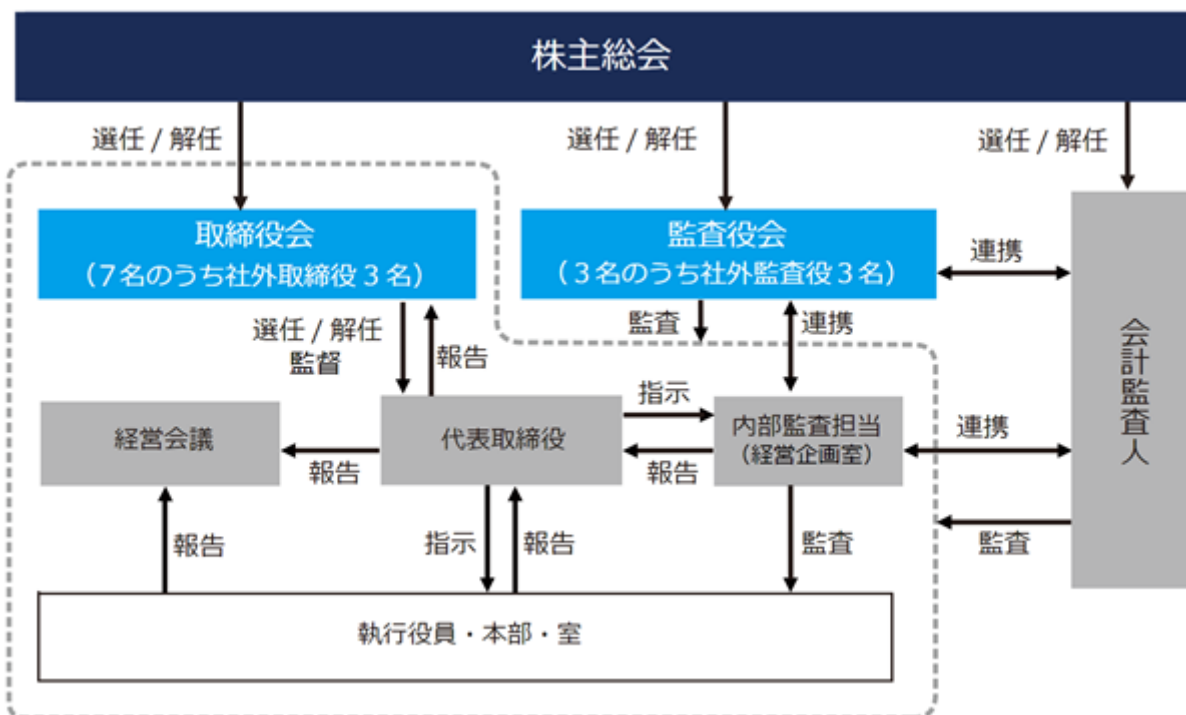 株主総会
選任 / 解任
選任 / 解任
選任 / 解任
取締役会
（７名のうち社外取締役３名）
監査役会
（３名のうち社外監査役３名）
連携
選任 / 解任
監督
報告
監査
連携
会計監査人
経営会議
報告
代表取締役
指示
報告
内部監査担当
（経営企画室）
連携
報告
指示
報告
監査
監査
執行役員・本部・室